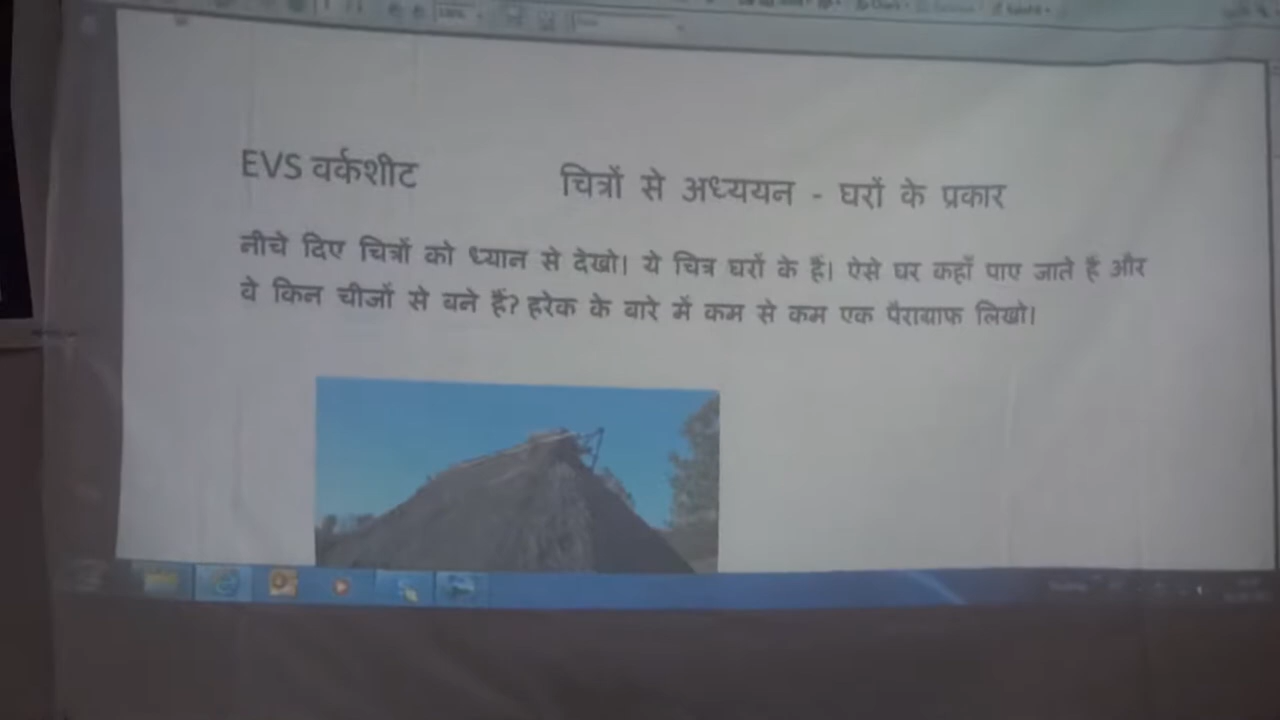 EVS वर्कशीट चित्रों से अध्ययन - घरों के प्रकार
नीचे दिए चित्रों को ध्यान से देखो। ये चित्र घरों के हैं। ऐसे घर कहाँ पाए जाते हैं और
वे किन चीजों से बने हैं? हरेक के बारे में कम से कम एक पैराग्राफ लिखो।